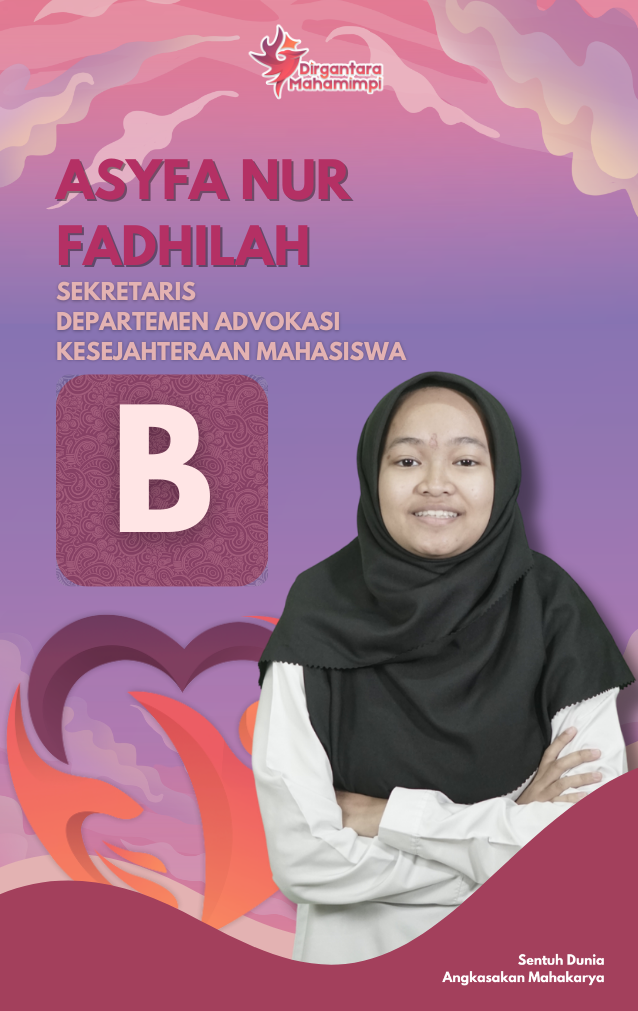 Dirgantara
Mahamimpi
ASYFA NUR
FADHILAH
SEKRETARIS
DEPARTEMEN ADVOKASI
KESEJAHTERAAN MAHASISWA
B
Sentuh Dunia
Angkasakan Mahakarya